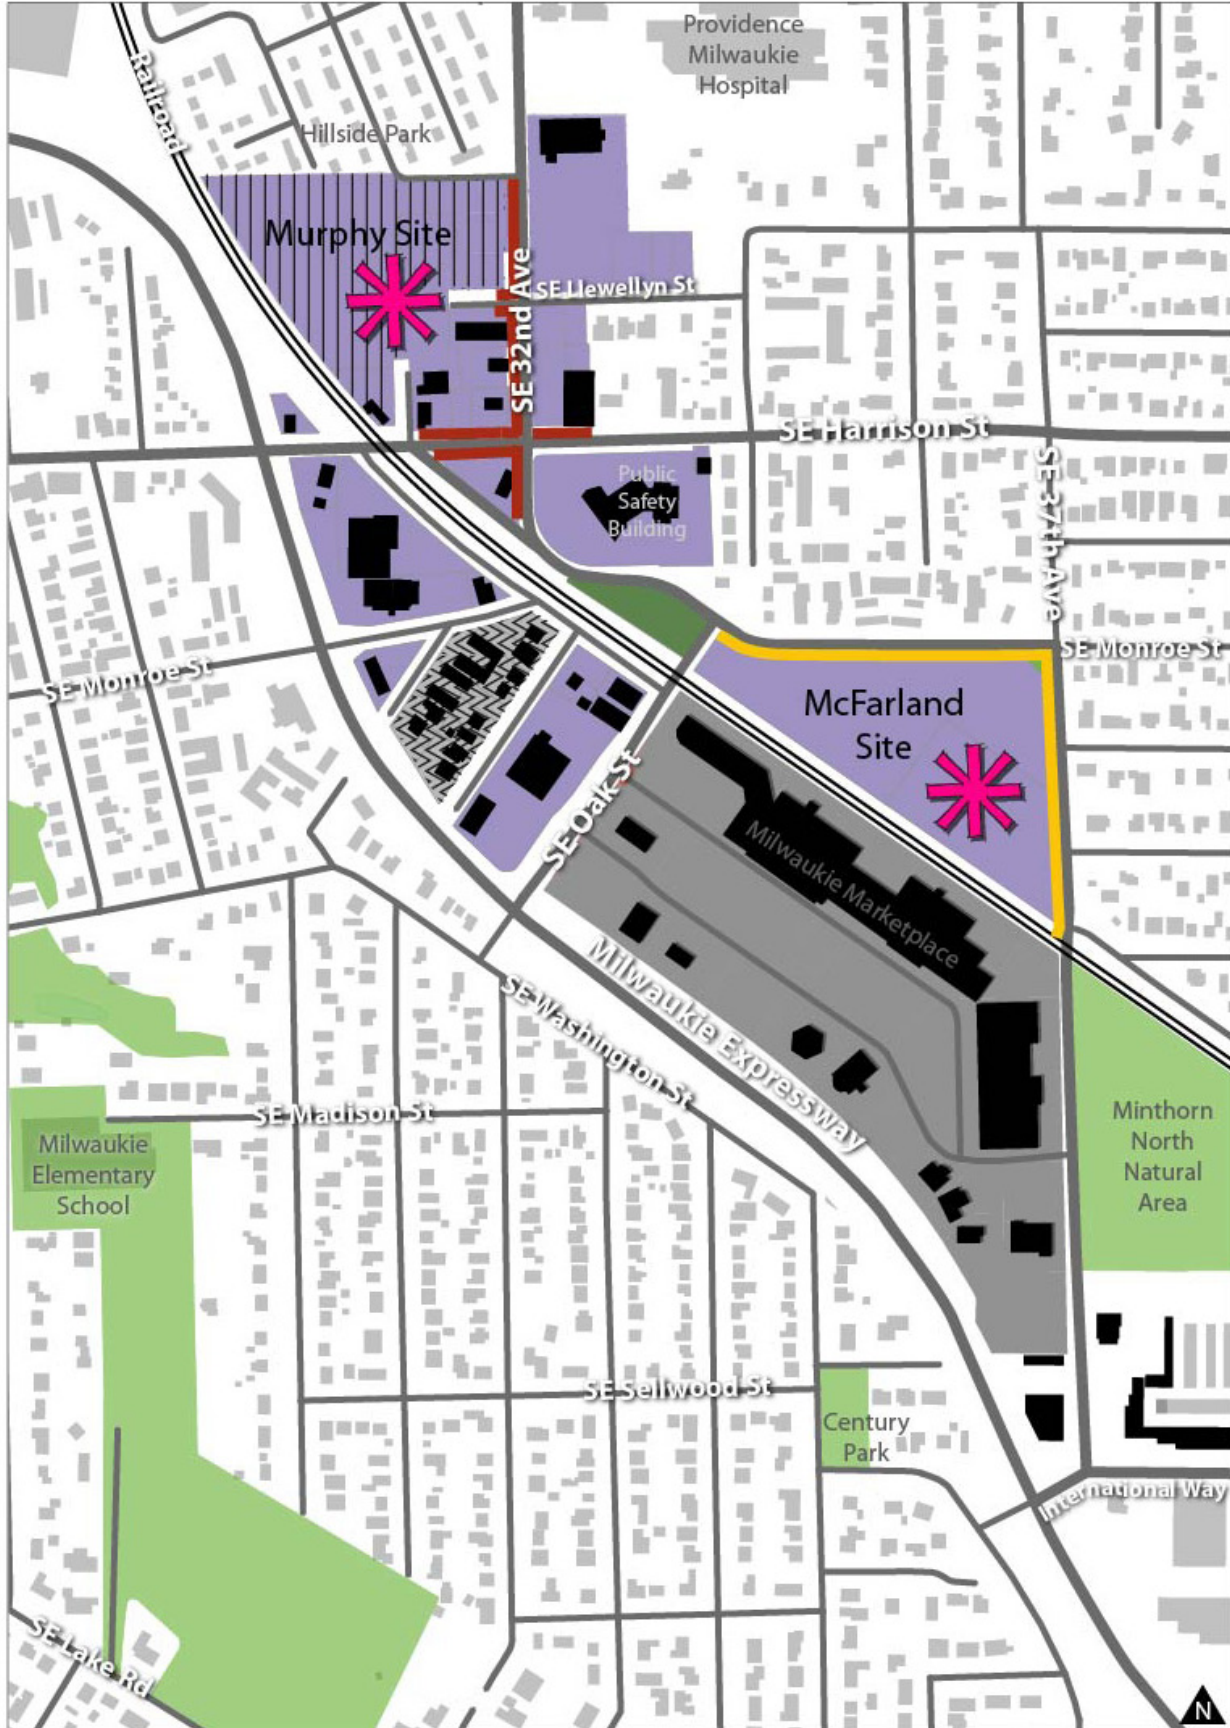 Providence
Milwaukie
Hospital
Railroad
Hillside Park
Murphy Site
SE 32nd Ave
SE Llewellyn St
SE Harrison St
Public
Safety
Building
SE 37th Ave
SE Monroe St
SE Monroe St
McFarland
Site
SE Oak St
Milwaukie Marketplace
Milwaukie Expressway
SE Washington St
SE Madison St
Milwaukie
Elementary
School
Minthorn
North
Natural
Area
SE Sellwood St
Century
Park
International Way
SE Lake Rd
N